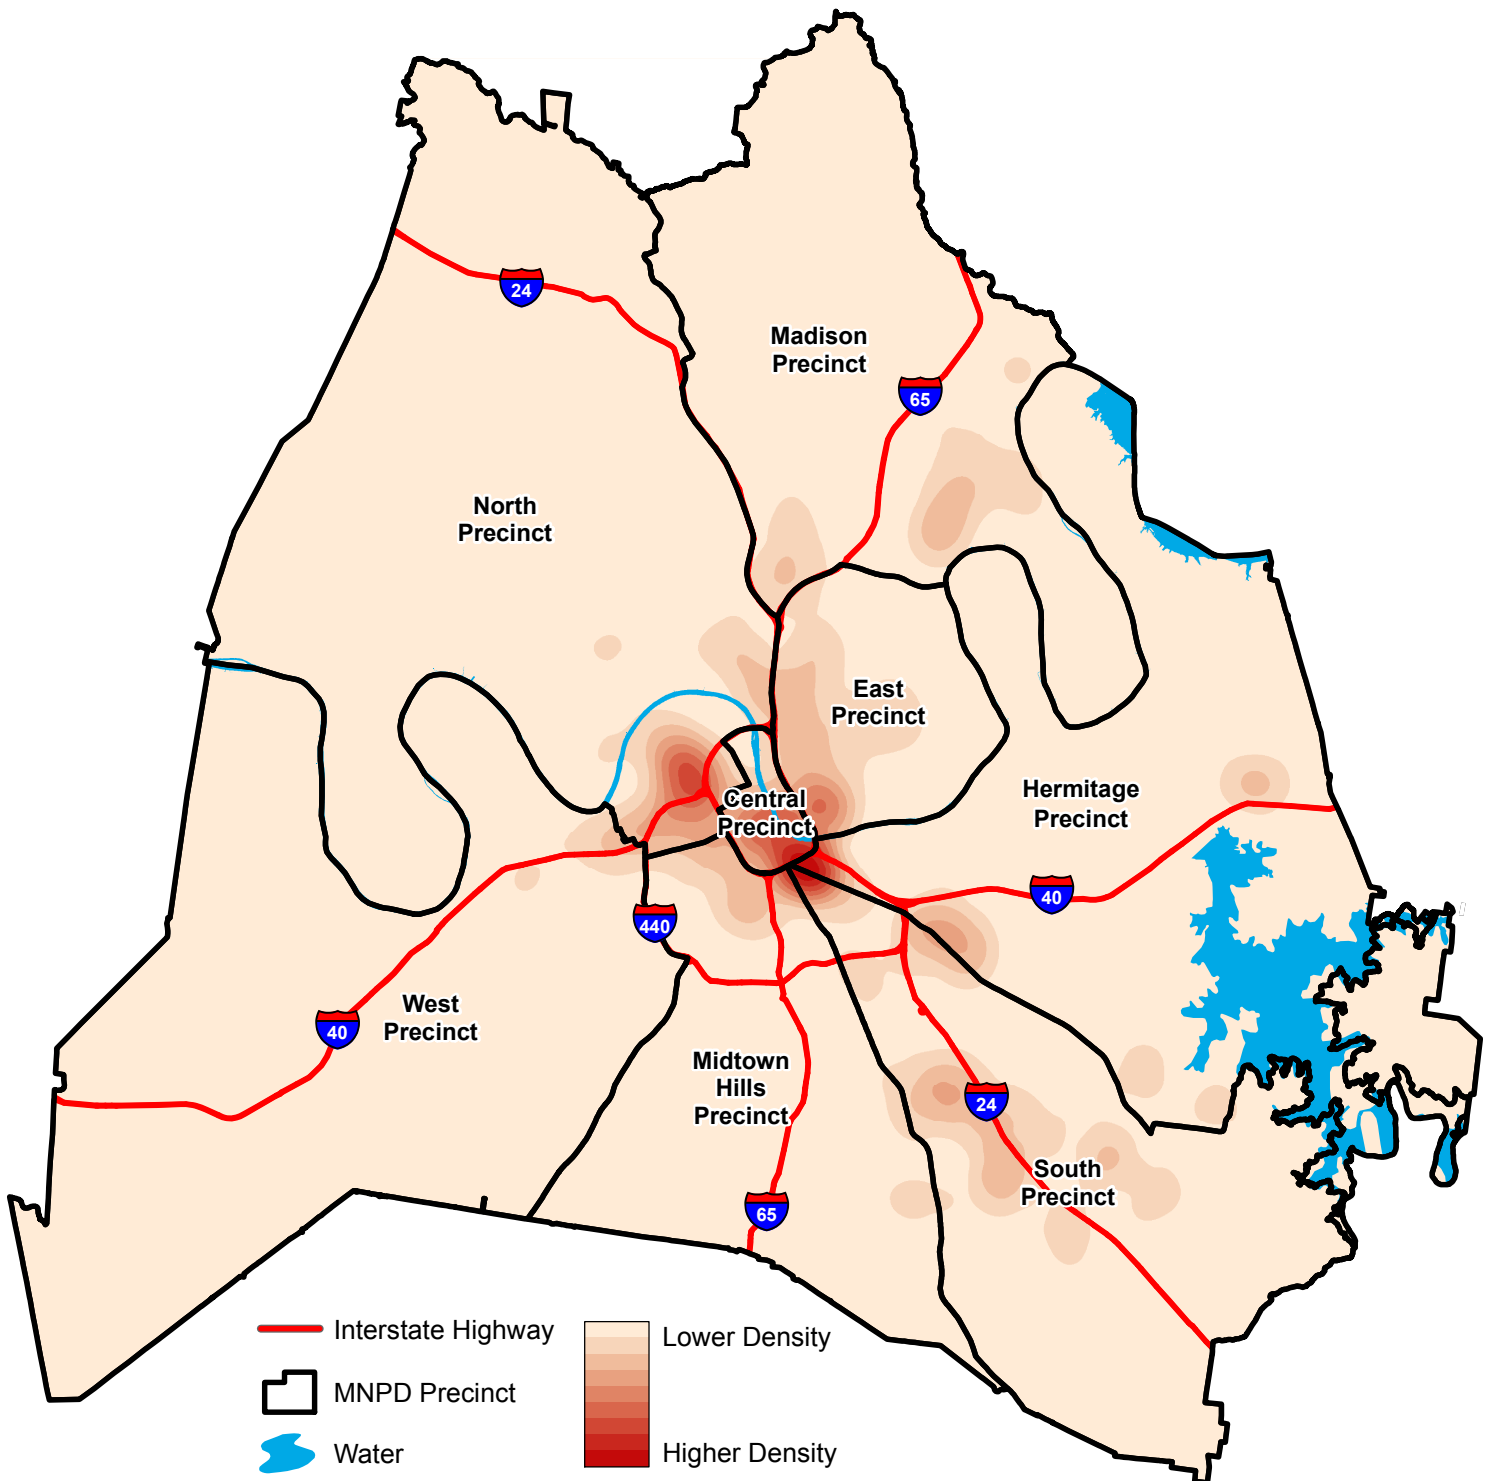 24
Madison
Precinct
65
North
Precinct
East
Precinct
Hermitage
Precinct
Central
Precinct
40
440
West
Precinct
40
Midtown
Hills
Precinct
24
South
Precinct
65
Interstate Highway
MNPD Precinct
Water
Lower Density
Higher Density